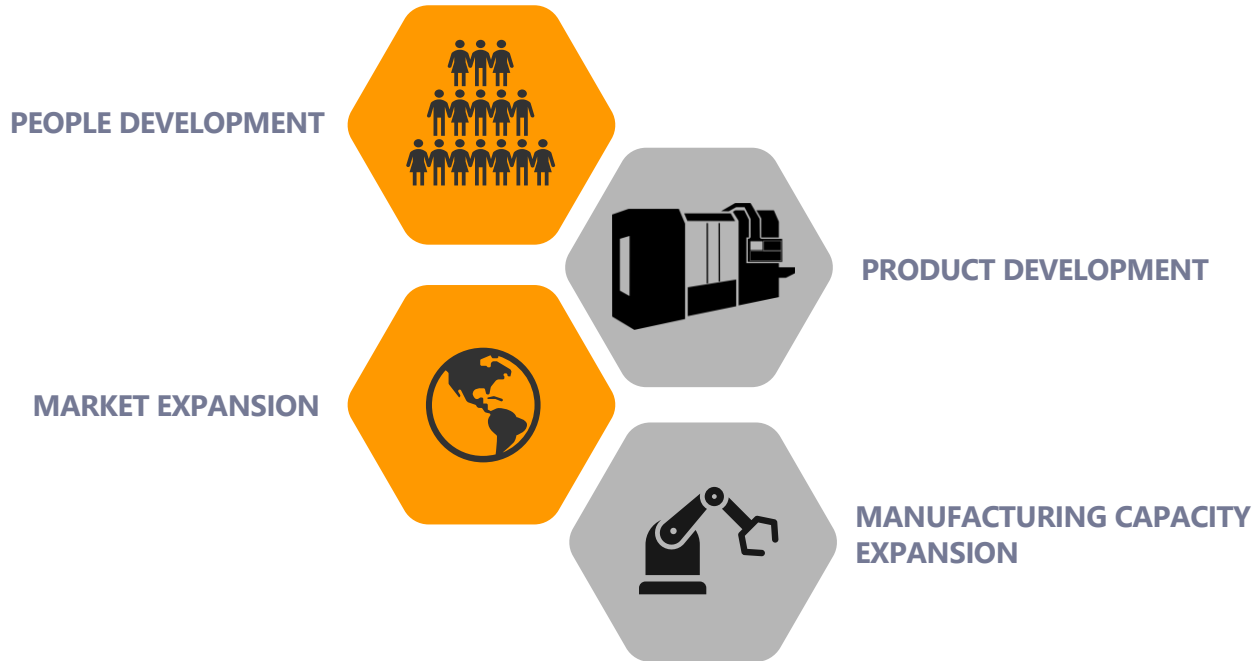 PEOPLE DEVELOPMENT
PRODUCT DEVELOPMENT
MARKET EXPANSION
MANUFACTURING CAPACITY
EXPANSION